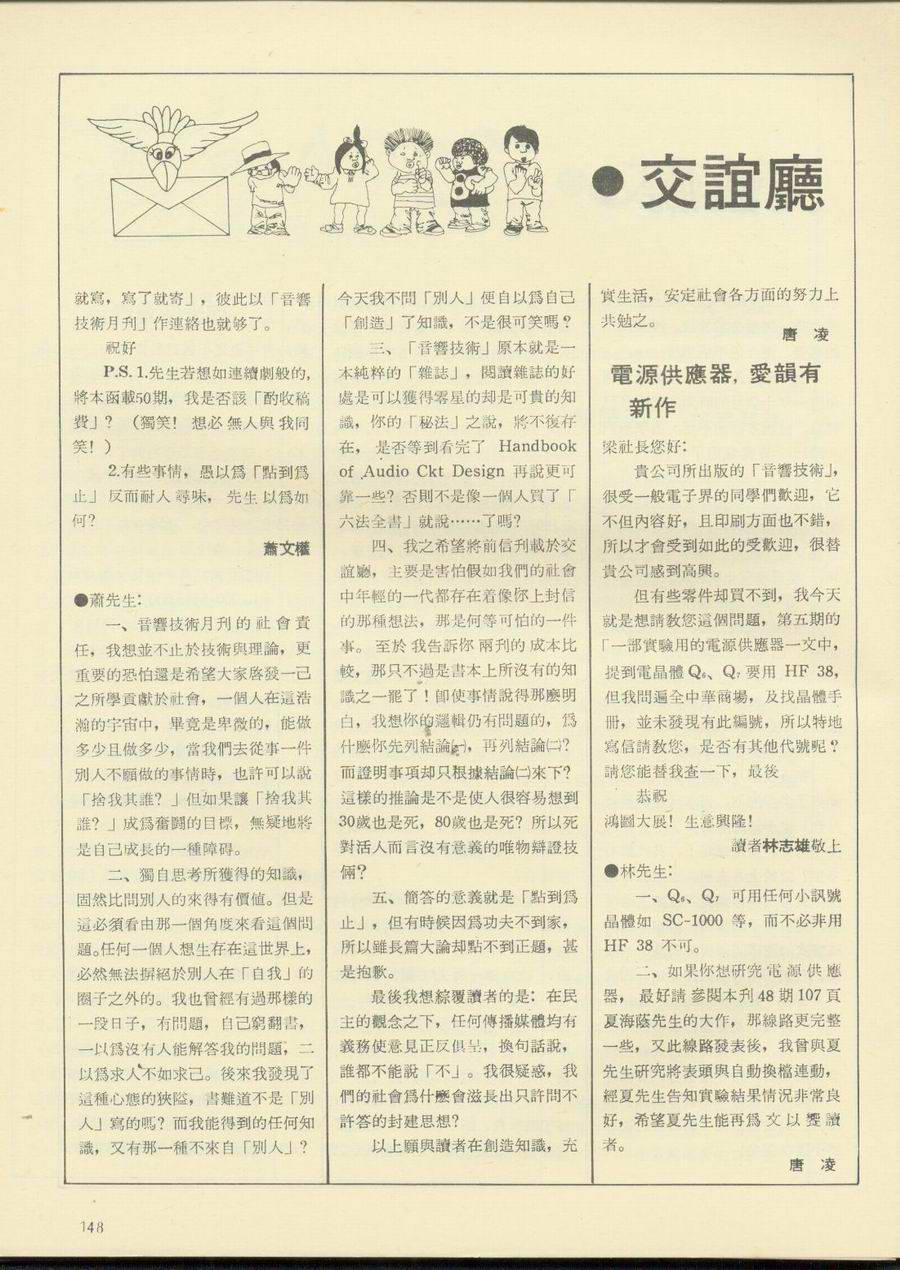 ●交誼廳
就寫，寫了就寄」，彼此以「音響
技術月刊」作連絡也就够了。
祝好
P.S. 1.先生若想如連續劇般的,
將本函載50期，我是否該「酌收稿
費」？（獨笑！想必無人與我同
笑！）
2.有些事情，愚以爲「點到爲
止」反而耐人尋味，先生以爲如
何？
蕭文權
●蕭先生：
一、音響技術月刊的社會責
任，我想並不止於技術與理論，更
重要的恐怕還是希望大家啓發一己
之所學貢獻於社會，一個人在這浩
瀚的宇宙中，畢竟是卑微的，能做
多少且做多少，當我們去從事一件
別人不願做的事情時，也許可以說
「捨我其誰？」但如果讓「捨我其
誰？」成爲奮鬪的目標，無疑地將
是自己成長的一種障碍。
二、獨自思考所獲得的知識，
固然比問別人的來得有價值。但是
這必須看由那一個角度來看這個問
題。任何一個人想生存在這世界上，
必然無法摒絕於別人在「自我」的
圈子之外的。我也曾經有過那樣的
一段日子，有問題，自己窮翻書，
一以爲沒有人能解答我的問題，二
以爲求人不如求己。後來我發現了
這種心態的狹隘，書難道不是「別
人」寫的嗎？而我能得到的任何知
識，又有那一種不來自「別人」？
今天我不問「別人」便自以爲自己
「創造」了知識，不是很可笑嗎？
三、「音響技術」原本就是一
本純粹的「雜誌」，閱讀雜誌的好
處是可以獲得零星的却是可貴的知
識，你的「秘法」之說，將不復存
在，是否等到看完了 Handbook
of Audio Ckt Design 再說更可
靠一些？否則不是像一個人買了「
六法全書」就說……了嗎？
四、我之希望將前信刊載於交
誼廳，主要是害怕假如我們的社會
中年輕的一代都存在着像你上封信
的那種想法，那是何等可怕的一件
事。至於我告訴你兩刊的成本比
較，那只不過是書本上所沒有的知
識之一罷了！卽使事情說得那麽明
白，我想你的邏輯仍有問題的，爲
什麽你先列結論㈠，再列結論㈡？
而證明事項却只根據結論㈡來下？
這樣的推論是不是使人很容易想到
30歲也是死，80歲也是死？所以死
對活人而言沒有意義的唯物辯證技
倆？
五、簡答的意義就是「點到爲
止」，但有時候因爲功夫不到家，
所以雖長篇大論却點不到正題，甚
是抱歉。
最後我想綜覆讀者的是：在民
主的觀念之下，任何傳播媒體均有
義務使意見正反俱呈，換句話說，
誰都不能說「不」。我很疑惑，我
們的社會爲什麽會滋長出只許問不
許答的封建思想？
以上願與讀者在創造知識，充
實生活，安定社會各方面的努力上
共勉之。
唐　凌
電源供應器，愛韻有
新作
梁社長您好：
貴公司所出版的「音響技術」，
很受一般電子界的同學們歡迎，它
不但內容好，且印刷方面也不錯，
所以才會受到如此的受歡迎，很替
貴公司感到高興。
但有些零件却買不到，我今天
就是想請教您這個問題，第五期的
「一部實驗用的電源供應器一文中，
提到電晶體 Q₆、Q₇ 要用 HF 38，
但我問遍全中華商場，及找晶體手
冊，並未發現有此編號，所以特地
寫信請教您，是否有其他代號呢？
請您能替我查一下，最後
恭祝
鴻圖大展！生意興隆！
讀者林志雄敬上
●林先生：
一、Q₆、Q₇ 可用任何小訊號
晶體如 SC-1000 等，而不必非用
HF 38 不可。
二、如果你想研究電源供應
器，最好請參閱本刊48期107頁
夏海蔭先生的大作，那線路更完整
一些，又此線路發表後，我曾與夏
先生研究將表頭與自動換檔連動，
經夏先生告知實驗結果情況非常良
好，希望夏先生能再爲文以饗讀
者。
唐　凌
148